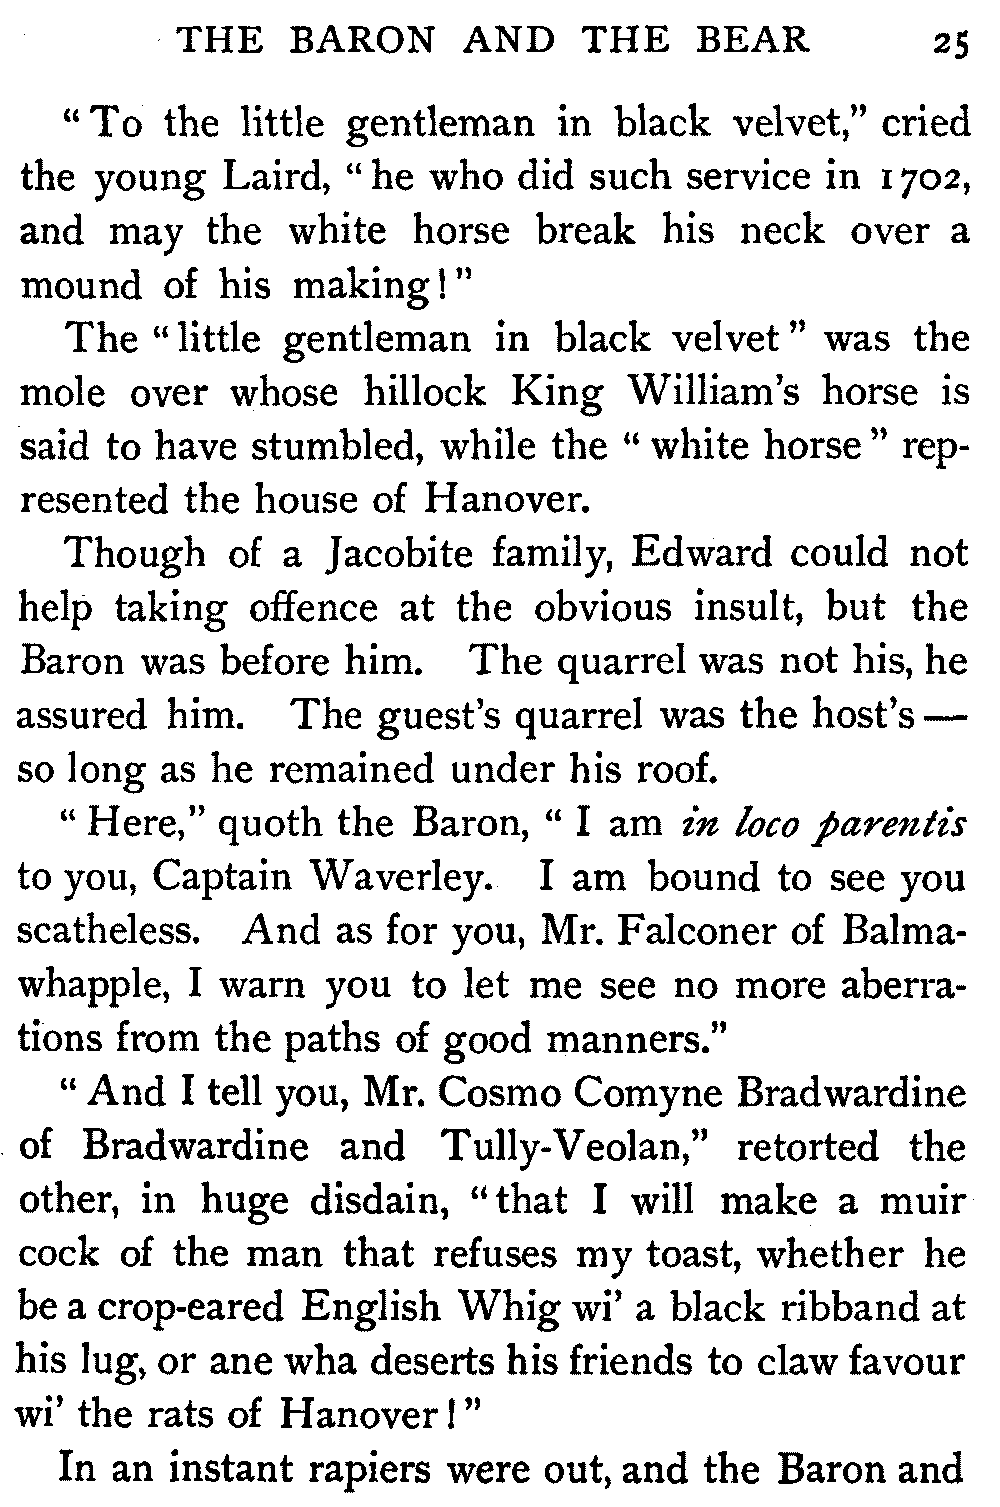 THE BARON AND THE BEAR 25
“To the little gentleman in black velvet,” cried
the young Laird, “he who did such service in 1702,
and may the white horse break his neck over a
mound of his making!”
The “little gentleman in black velvet” was the
mole over whose hillock King William’s horse is
said to have stumbled, while the “white horse” rep-
resented the house of Hanover.
Though of a Jacobite family, Edward could not
help taking offence at the obvious insult, but the
Baron was before him. The quarrel was not his, he
assured him. The guest’s quarrel was the host’s—
so long as he remained under his roof.
“Here,” quoth the Baron, “I am in loco parentis
to you, Captain Waverley. I am bound to see you
scatheless. And as for you, Mr. Falconer of Balma-
whapple, I warn you to let me see no more aberra-
tions from the paths of good manners.”
“And I tell you, Mr. Cosmo Comyne Bradwardine
of Bradwardine and Tully-Veolan,” retorted the
other, in huge disdain, “that I will make a muir
cock of the man that refuses my toast, whether he
be a crop-eared English Whig wi’ a black ribband at
his lug, or ane wha deserts his friends to claw favour
wi’ the rats of Hanover!”
In an instant rapiers were out, and the Baron and